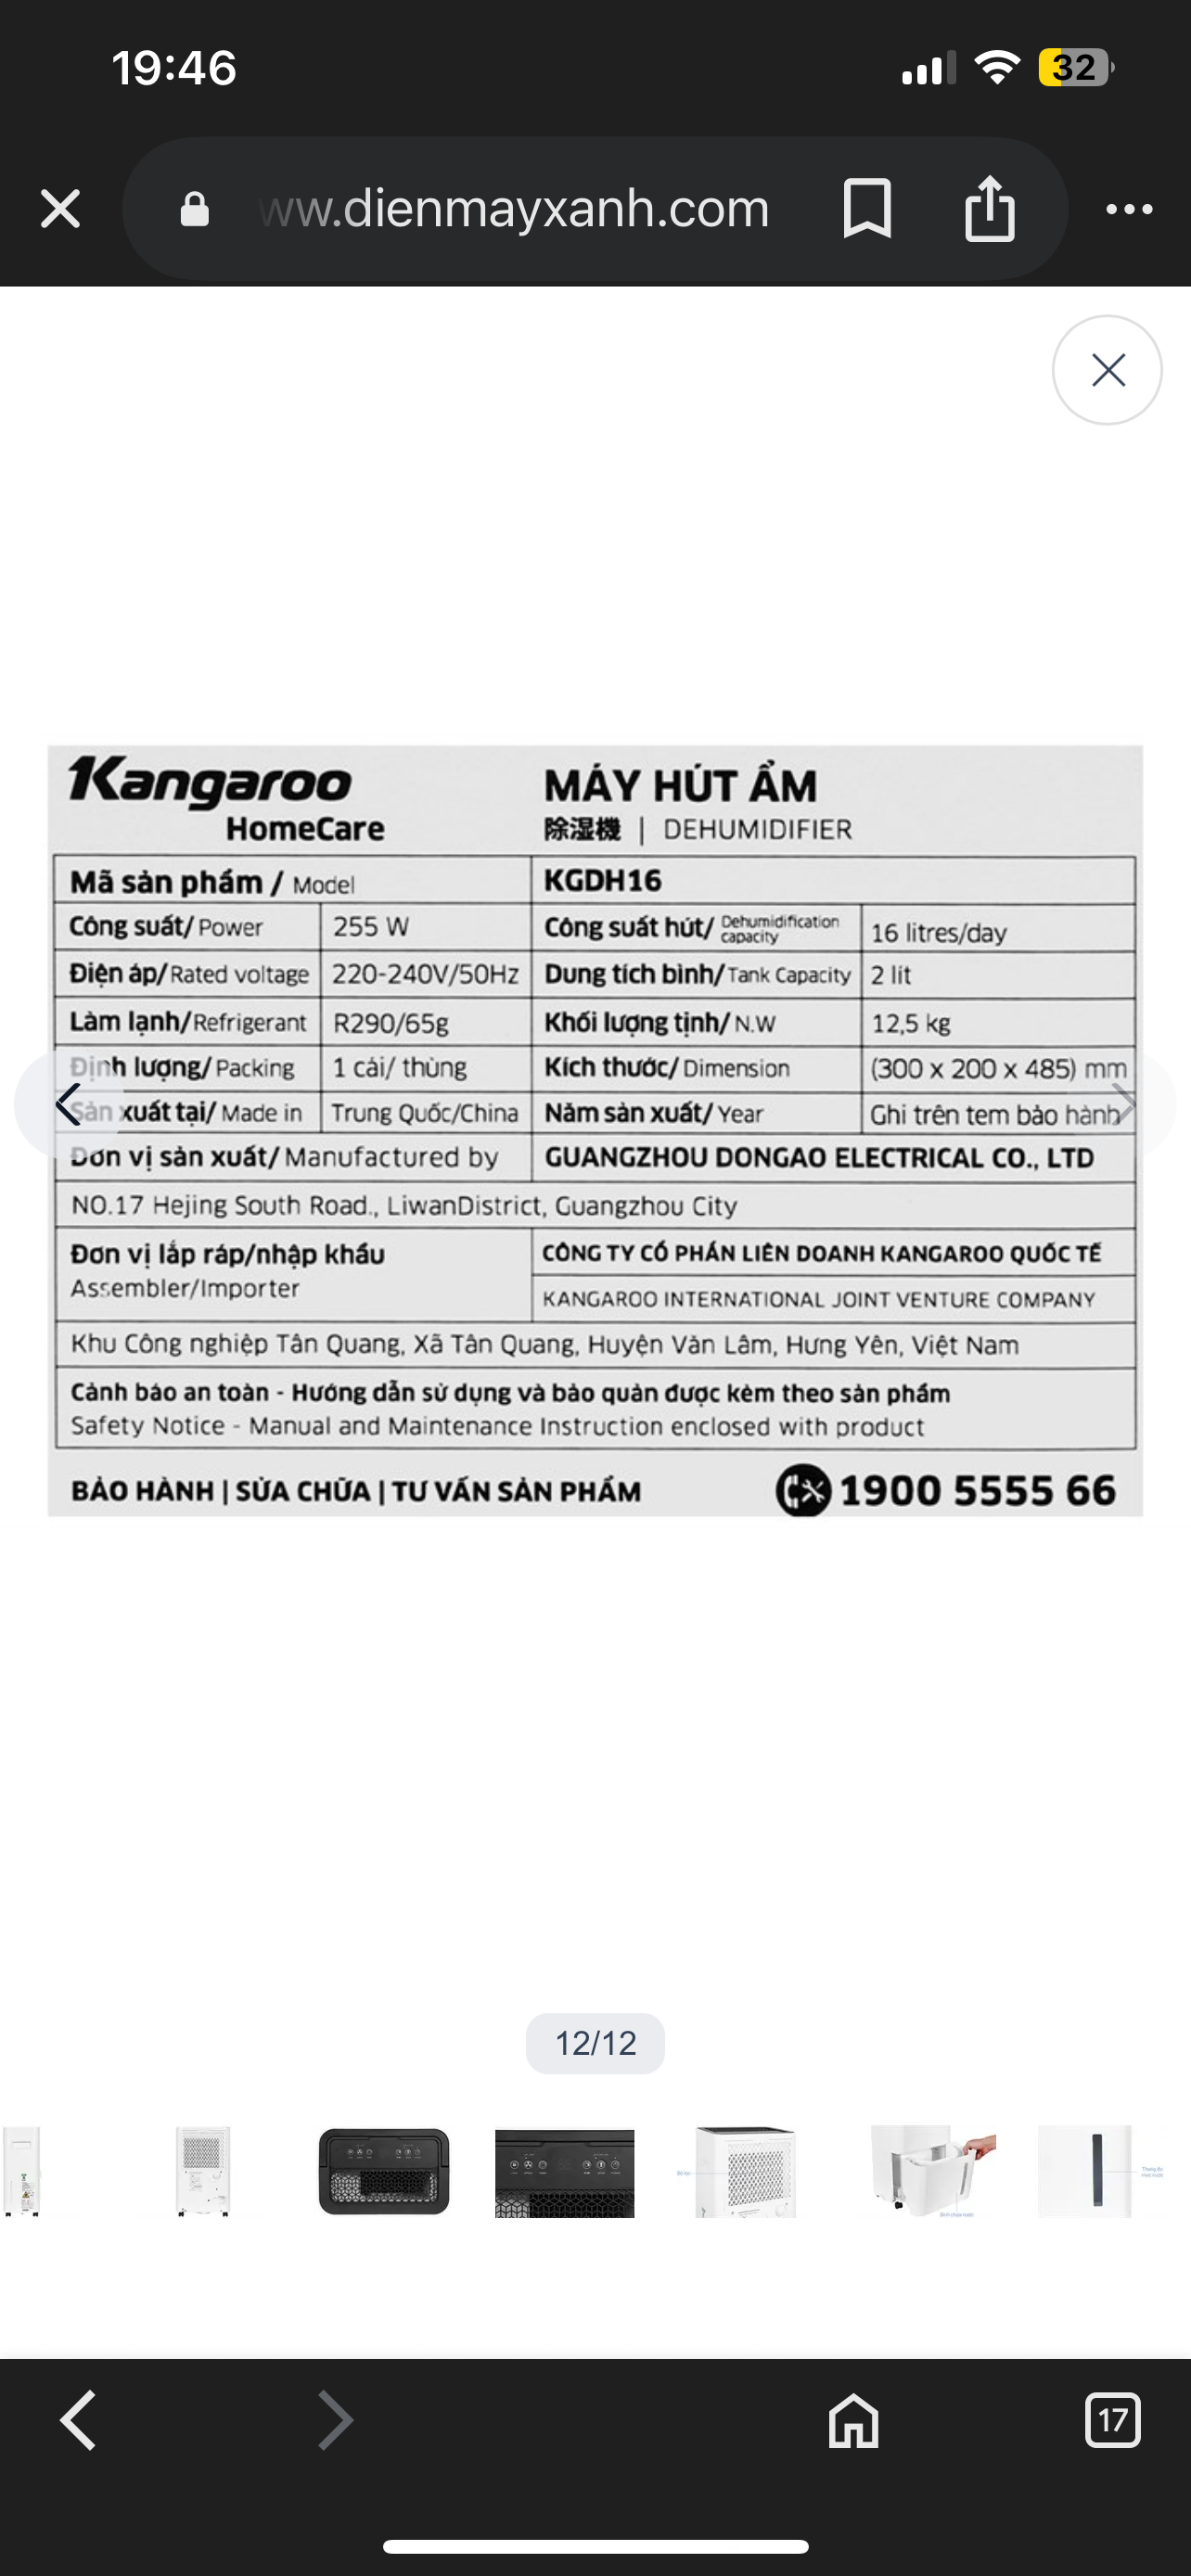 19:46
32
ww.dienmayxanh.com
Kangaroo
HomeCare
MÁY HÚT ẨM
除湿機 | DEHUMIDIFIER
Mã sản phẩm / Model KGDH16
Công suất/ Power 255 W Công suất hút/ Dehumidification capacity 16 litres/day
Điện áp/ Rated voltage 220-240V/50Hz Dung tích bình/ Tank Capacity 2 lít
Làm lạnh/ Refrigerant R290/65g Khối lượng tịnh/ N.W 12,5 kg
Định lượng/ Packing 1 cái/ thùng Kích thước/ Dimension (300 x 200 x 485) mm
Sản xuất tại/ Made in Trung Quốc/China Năm sản xuất/ Year Ghi trên tem bảo hành
Đơn vị sản xuất/ Manufactured by GUANGZHOU DONGAO ELECTRICAL CO., LTD
NO.17 Hejing South Road., LiwanDistrict, Guangzhou City
Đơn vị lắp ráp/nhập khẩu
Assembler/Importer
CÔNG TY CỔ PHẦN LIÊN DOANH KANGAROO QUỐC TẾ
KANGAROO INTERNATIONAL JOINT VENTURE COMPANY
Khu Công nghiệp Tân Quang, Xã Tân Quang, Huyện Văn Lâm, Hưng Yên, Việt Nam
Cảnh báo an toàn - Hướng dẫn sử dụng và bảo quản được kèm theo sản phẩm
Safety Notice - Manual and Maintenance Instruction enclosed with product
BẢO HÀNH | SỬA CHỮA | TƯ VẤN SẢN PHẨM
1900 5555 66
12/12
17